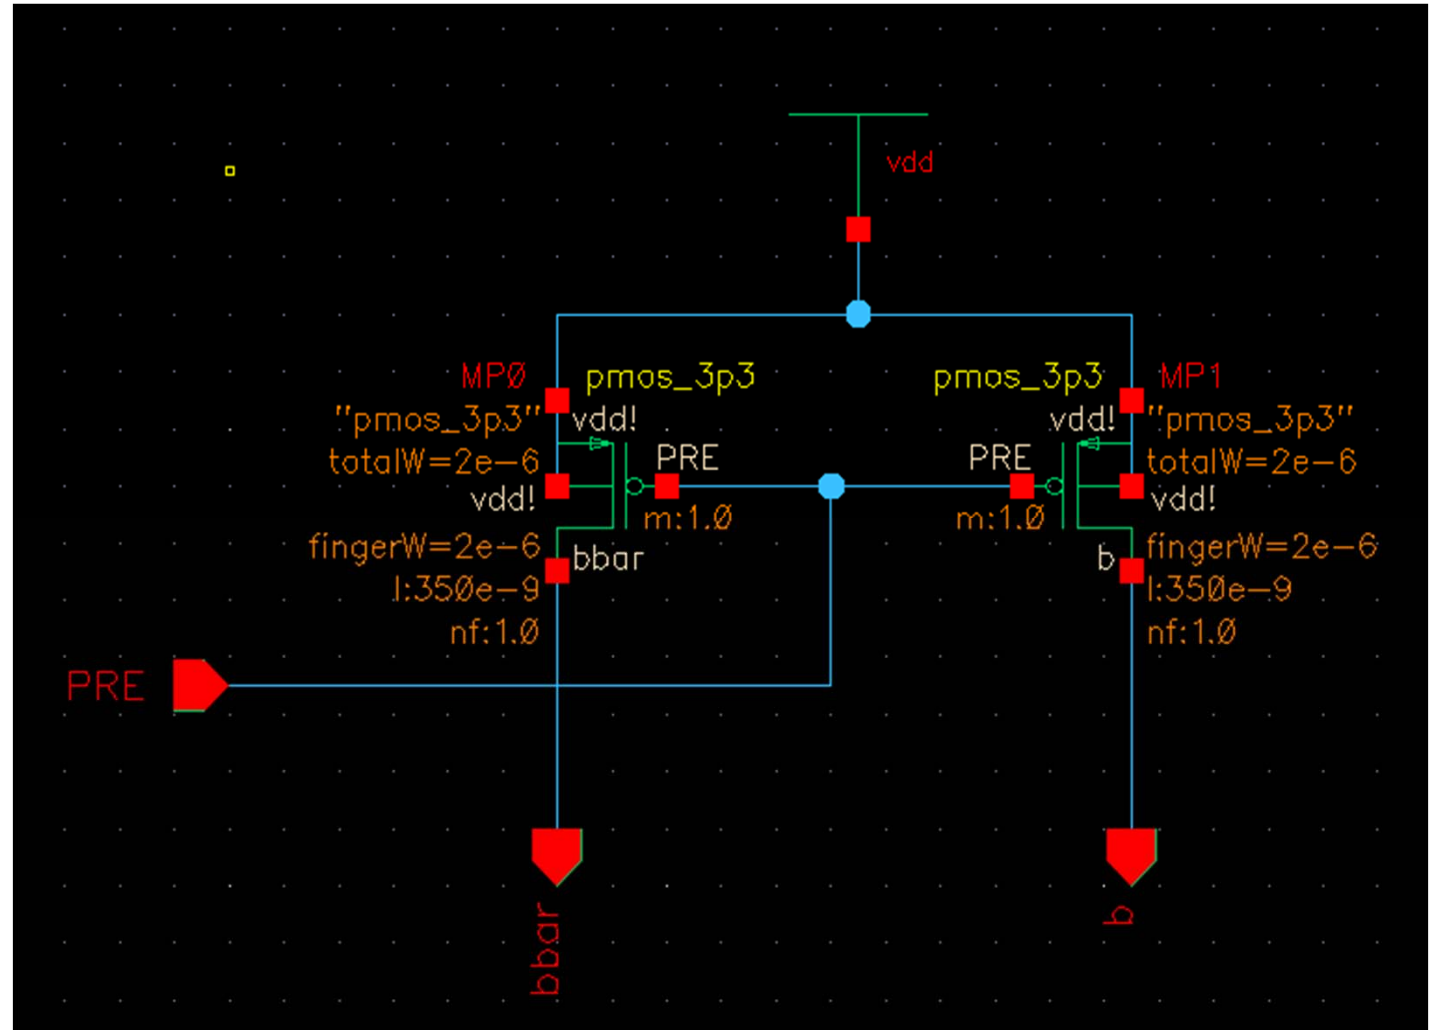 vdd
MP0
pmos_3p3
pmos_3p3
MP1
"pmos_3p3"
vdd!
vdd!
"pmos_3p3"
totalW=2e-6
PRE
PRE
totalW=2e-6
vdd!
m:1.0
m:1.0
vdd!
fingerW=2e-6
bbar
b
fingerW=2e-6
l:350e-9
l:350e-9
nf:1.0
nf:1.0
PRE
bbar
b